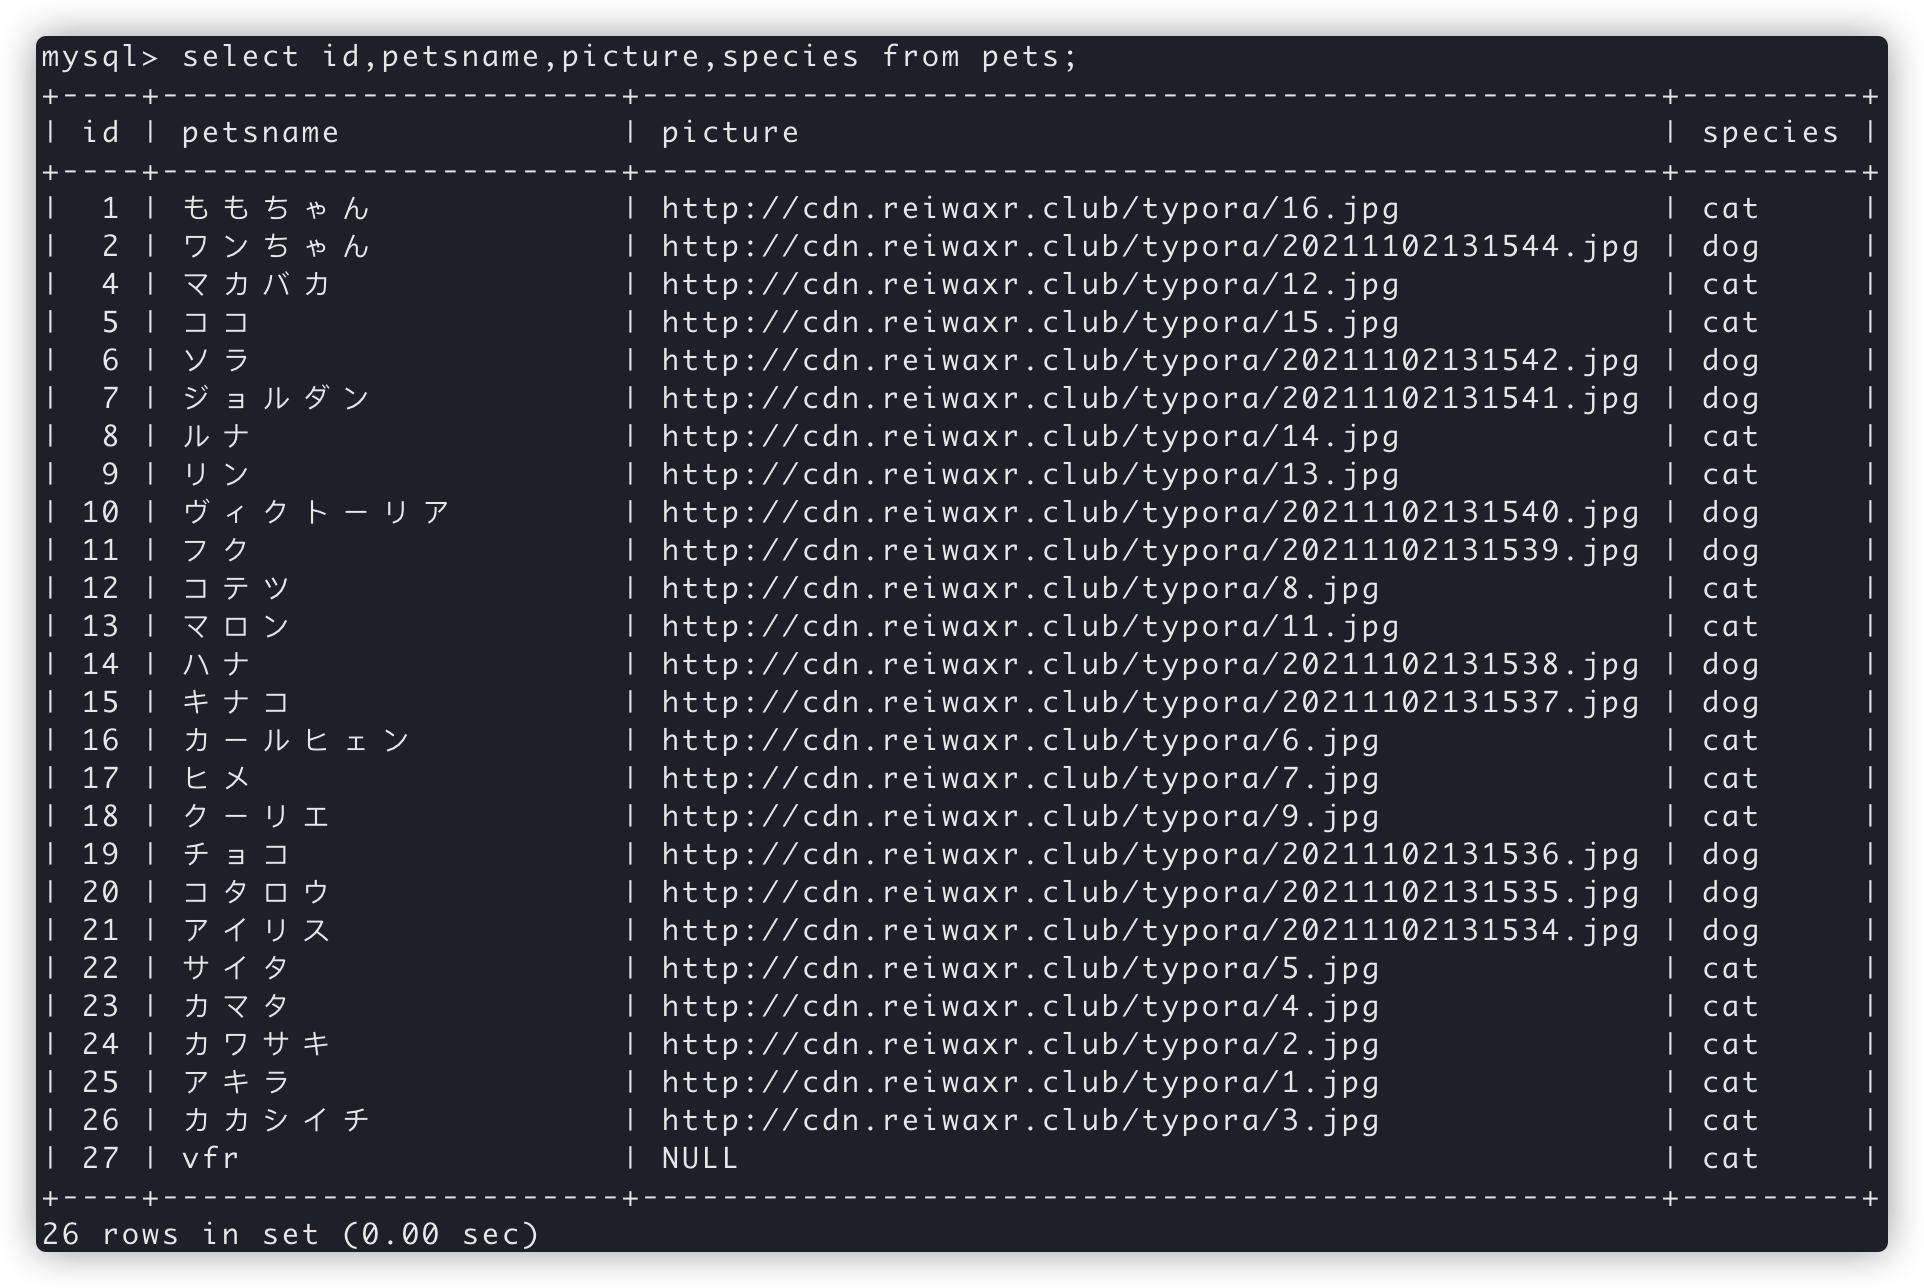 mysql> select id,petsname,picture,species from pets;
+----+-----------------------+---------------------------------------------------+---------+
| id | petsname              | picture                                           | species |
+----+-----------------------+---------------------------------------------------+---------+
|  1 | ももちゃん            | http://cdn.reiwaxr.club/typora/16.jpg             | cat     |
|  2 | ワンちゃん            | http://cdn.reiwaxr.club/typora/20211102131544.jpg | dog     |
|  4 | マカバカ              | http://cdn.reiwaxr.club/typora/12.jpg             | cat     |
|  5 | ココ                  | http://cdn.reiwaxr.club/typora/15.jpg             | cat     |
|  6 | ソラ                  | http://cdn.reiwaxr.club/typora/20211102131542.jpg | dog     |
|  7 | ジョルダン            | http://cdn.reiwaxr.club/typora/20211102131541.jpg | dog     |
|  8 | ルナ                  | http://cdn.reiwaxr.club/typora/14.jpg             | cat     |
|  9 | リン                  | http://cdn.reiwaxr.club/typora/13.jpg             | cat     |
| 10 | ヴィクトーリア        | http://cdn.reiwaxr.club/typora/20211102131540.jpg | dog     |
| 11 | フク                  | http://cdn.reiwaxr.club/typora/20211102131539.jpg | dog     |
| 12 | コテツ                | http://cdn.reiwaxr.club/typora/8.jpg              | cat     |
| 13 | マロン                | http://cdn.reiwaxr.club/typora/11.jpg             | cat     |
| 14 | ハナ                  | http://cdn.reiwaxr.club/typora/20211102131538.jpg | dog     |
| 15 | キナコ                | http://cdn.reiwaxr.club/typora/20211102131537.jpg | dog     |
| 16 | カールヒェン          | http://cdn.reiwaxr.club/typora/6.jpg              | cat     |
| 17 | ヒメ                  | http://cdn.reiwaxr.club/typora/7.jpg              | cat     |
| 18 | クーリエ              | http://cdn.reiwaxr.club/typora/9.jpg              | cat     |
| 19 | チョコ                | http://cdn.reiwaxr.club/typora/20211102131536.jpg | dog     |
| 20 | コタロウ              | http://cdn.reiwaxr.club/typora/20211102131535.jpg | dog     |
| 21 | アイリス              | http://cdn.reiwaxr.club/typora/20211102131534.jpg | dog     |
| 22 | サイタ                | http://cdn.reiwaxr.club/typora/5.jpg              | cat     |
| 23 | カマタ                | http://cdn.reiwaxr.club/typora/4.jpg              | cat     |
| 24 | カワサキ              | http://cdn.reiwaxr.club/typora/2.jpg              | cat     |
| 25 | アキラ                | http://cdn.reiwaxr.club/typora/1.jpg              | cat     |
| 26 | カカシイチ            | http://cdn.reiwaxr.club/typora/3.jpg              | cat     |
| 27 | vfr                   | NULL                                              | cat     |
+----+-----------------------+---------------------------------------------------+---------+
26 rows in set (0.00 sec)